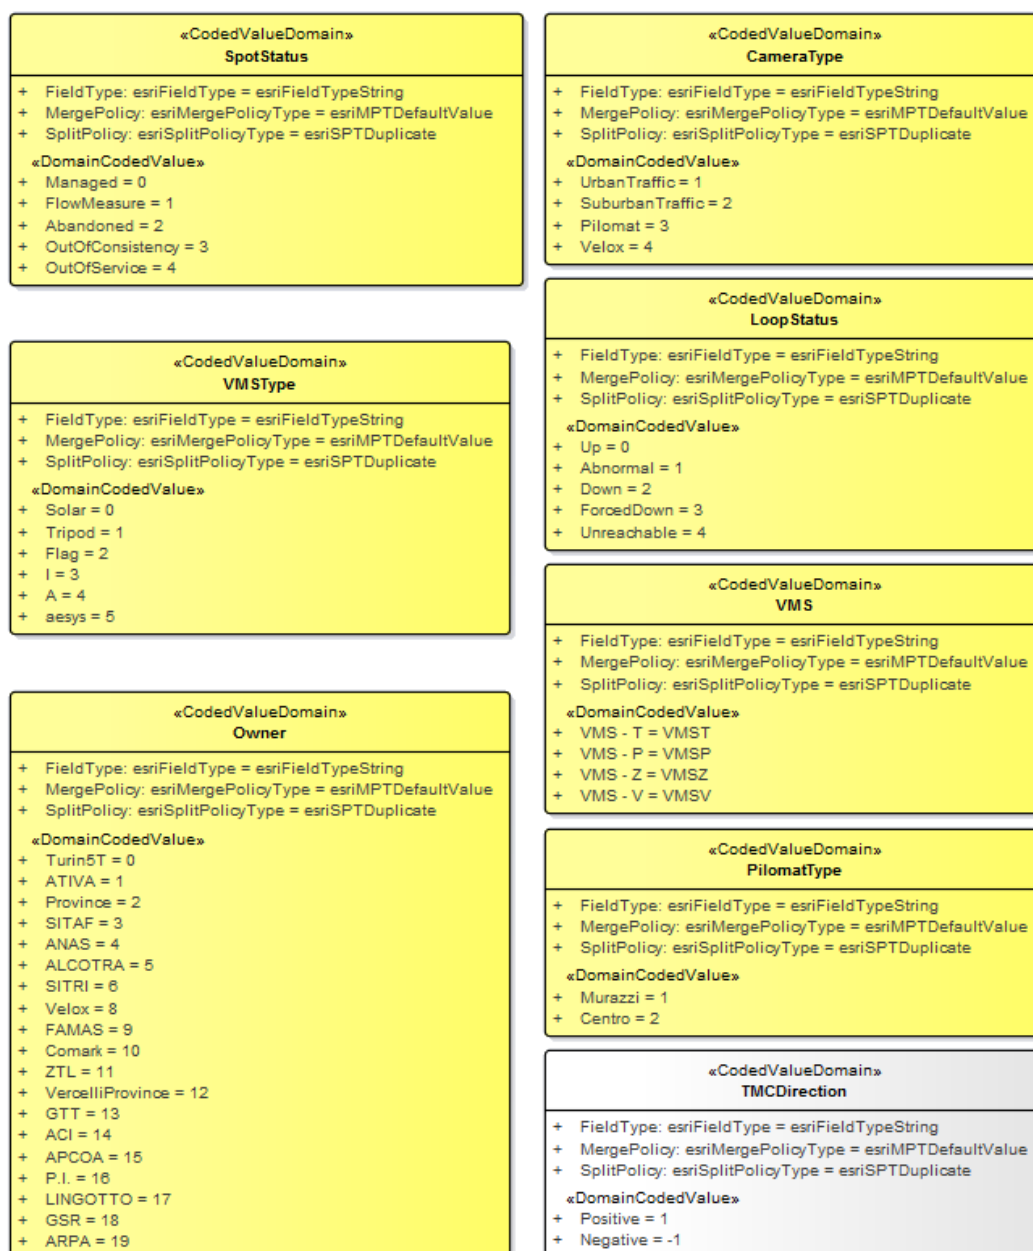 «CodedValueDomain»
SpotStatus
+ FieldType: esriFieldType = esriFieldTypeString
+ MergePolicy: esriMergePolicyType = esriMPTDefaultValue
+ SplitPolicy: esriSplitPolicyType = esriSPTDuplicate
«DomainCodedValue»
+ Managed = 0
+ FlowMeasure = 1
+ Abandoned = 2
+ OutOfConsistency = 3
+ OutOfService = 4
«CodedValueDomain»
VMSType
+ FieldType: esriFieldType = esriFieldTypeString
+ MergePolicy: esriMergePolicyType = esriMPTDefaultValue
+ SplitPolicy: esriSplitPolicyType = esriSPTDuplicate
«DomainCodedValue»
+ Solar = 0
+ Tripod = 1
+ Flag = 2
+ I = 3
+ A = 4
+ aesys = 5
«CodedValueDomain»
Owner
+ FieldType: esriFieldType = esriFieldTypeString
+ MergePolicy: esriMergePolicyType = esriMPTDefaultValue
+ SplitPolicy: esriSplitPolicyType = esriSPTDuplicate
«DomainCodedValue»
+ Turin5T = 0
+ ATIVA = 1
+ Province = 2
+ SITAF = 3
+ ANAS = 4
+ ALCOTRA = 5
+ SITRI = 6
+ Velox = 8
+ FAMAS = 9
+ Comark = 10
+ ZTL = 11
+ VercelliProvince = 12
+ GTT = 13
+ ACI = 14
+ APCOA = 15
+ P.I. = 16
+ LINGOTTO = 17
+ GSR = 18
+ ARPA = 19
«CodedValueDomain»
CameraType
+ FieldType: esriFieldType = esriFieldTypeString
+ MergePolicy: esriMergePolicyType = esriMPTDefaultValue
+ SplitPolicy: esriSplitPolicyType = esriSPTDuplicate
«DomainCodedValue»
+ UrbanTraffic = 1
+ SuburbanTraffic = 2
+ Pilomat = 3
+ Velox = 4
«CodedValueDomain»
LoopStatus
+ FieldType: esriFieldType = esriFieldTypeString
+ MergePolicy: esriMergePolicyType = esriMPTDefaultValue
+ SplitPolicy: esriSplitPolicyType = esriSPTDuplicate
«DomainCodedValue»
+ Up = 0
+ Abnormal = 1
+ Down = 2
+ ForcedDown = 3
+ Unreachable = 4
«CodedValueDomain»
VMS
+ FieldType: esriFieldType = esriFieldTypeString
+ MergePolicy: esriMergePolicyType = esriMPTDefaultValue
+ SplitPolicy: esriSplitPolicyType = esriSPTDuplicate
«DomainCodedValue»
+ VMS - T = VMST
+ VMS - P = VMSP
+ VMS - Z = VMSZ
+ VMS - V = VMSV
«CodedValueDomain»
PilomatType
+ FieldType: esriFieldType = esriFieldTypeString
+ MergePolicy: esriMergePolicyType = esriMPTDefaultValue
+ SplitPolicy: esriSplitPolicyType = esriSPTDuplicate
«DomainCodedValue»
+ Murazzi = 1
+ Centro = 2
«CodedValueDomain»
TMCDirection
+ FieldType: esriFieldType = esriFieldTypeString
+ MergePolicy: esriMergePolicyType = esriMPTDefaultValue
+ SplitPolicy: esriSplitPolicyType = esriSPTDuplicate
«DomainCodedValue»
+ Positive = 1
+ Negative = -1